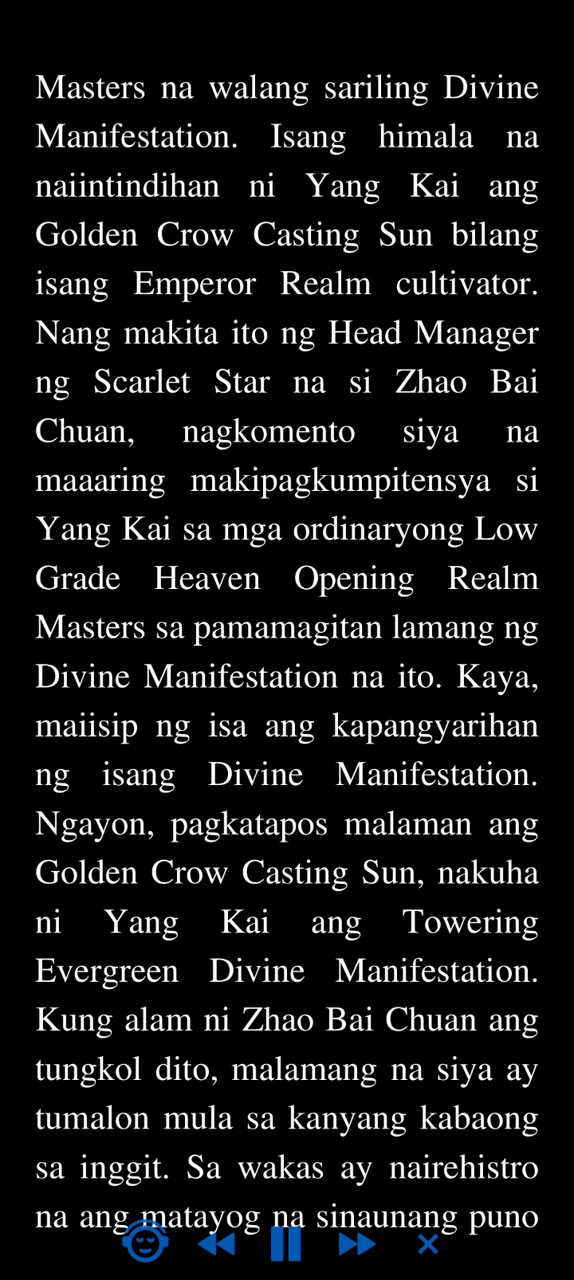 Masters na walang sariling Divine
Manifestation. Isang himala na
naiintindihan ni Yang Kai ang
Golden Crow Casting Sun bilang
isang Emperor Realm cultivator.
Nang makita ito ng Head Manager
ng Scarlet Star na si Zhao Bai
Chuan, nagkomento siya na
maaaring makipagkumpitensya si
Yang Kai sa mga ordinaryong Low
Grade Heaven Opening Realm
Masters sa pamamagitan lamang ng
Divine Manifestation na ito. Kaya,
maiisip ng isa ang kapangyarihan
ng isang Divine Manifestation.
Ngayon, pagkatapos malaman ang
Golden Crow Casting Sun, nakuha
ni Yang Kai ang Towering
Evergreen Divine Manifestation.
Kung alam ni Zhao Bai Chuan ang
tungkol dito, malamang na siya ay
tumalon mula sa kanyang kabaong
sa inggit. Sa wakas ay nairehistro
na ang matayog na sinaunang puno